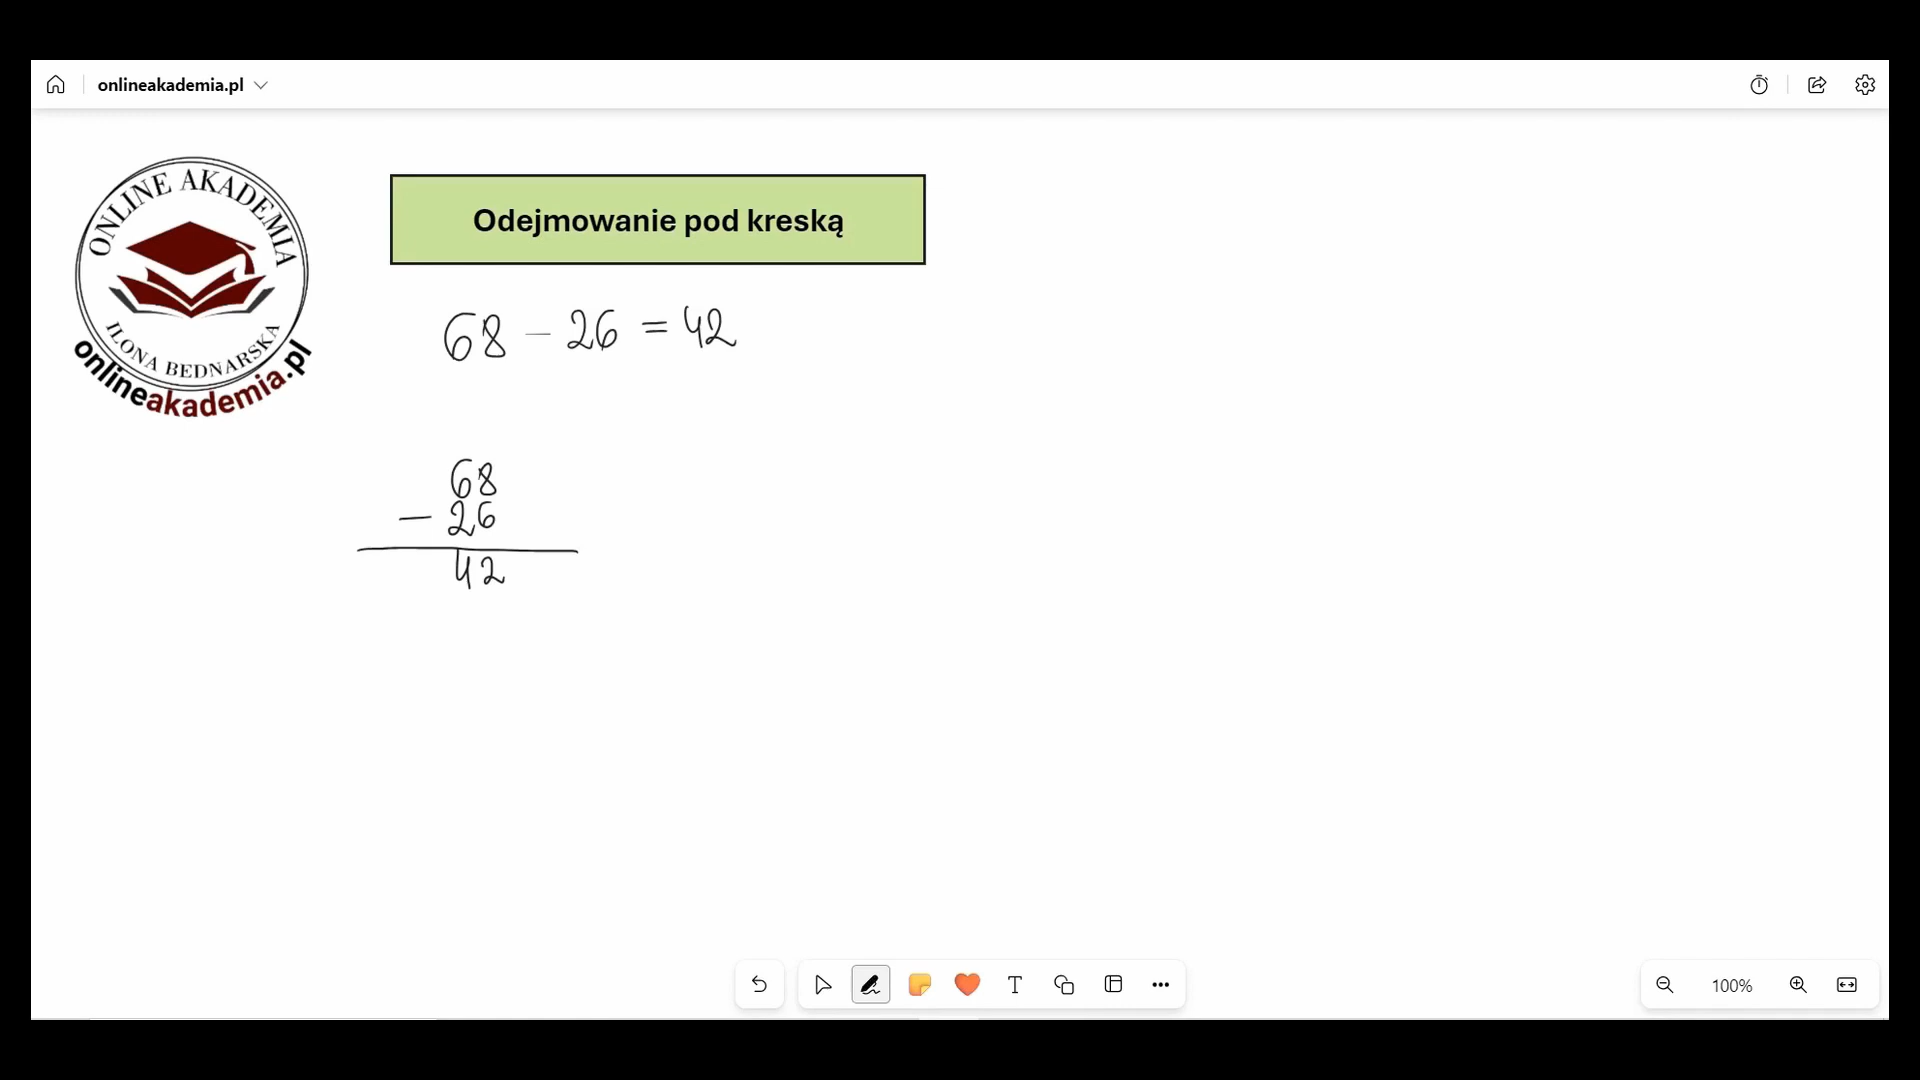 onlineakademia.pl
ONLINE AKADEMIA
ILONA BEDNARSKA
onlineakademia.pl
Odejmowanie pod kreską
68 - 26 = 42
68
- 26
42
100%